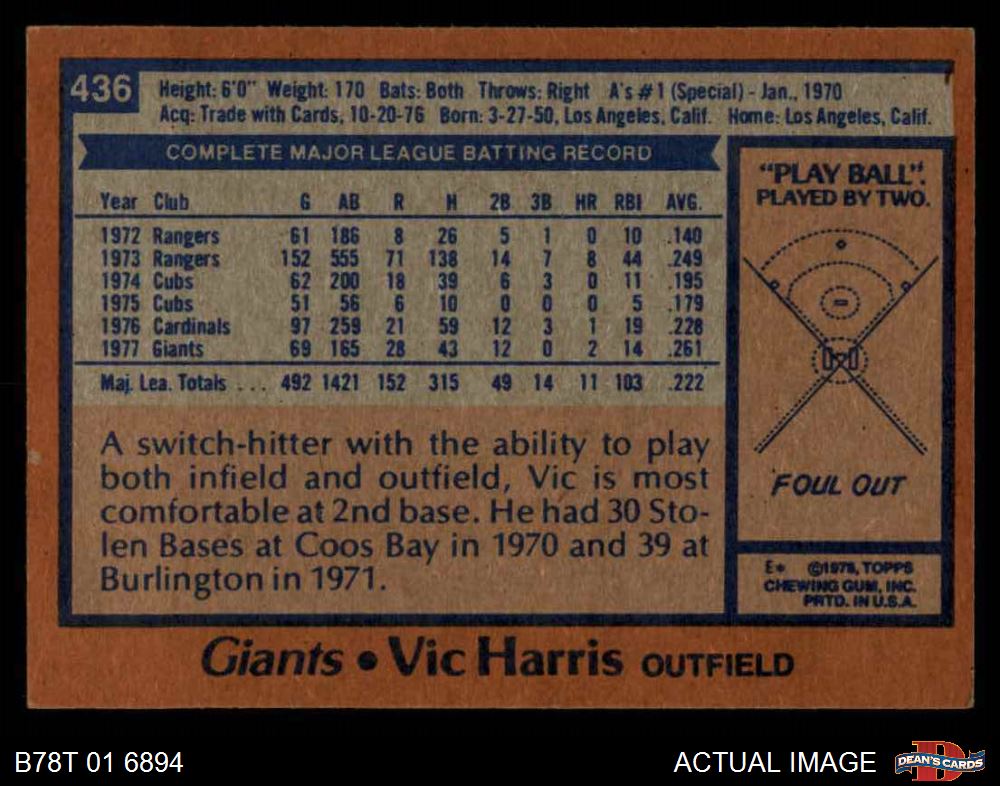 436
Height: 6'0" Weight: 170 Bats: Both Throws: Right A's #1 (Special) - Jan., 1970
Acq: Trade with Cards, 10-20-76 Born: 3-27-50, Los Angeles, Calif. Home: Los Angeles, Calif.
COMPLETE MAJOR LEAGUE BATTING RECORD
Year Club G AB R H 2B 3B HR RBI AVG.
1972 Rangers 61 186 8 26 5 1 0 10 .140
1973 Rangers 152 555 71 138 14 7 8 44 .249
1974 Cubs 62 200 18 39 6 3 0 11 .195
1975 Cubs 51 56 6 10 0 0 0 5 .179
1976 Cardinals 97 259 21 59 12 3 1 19 .228
1977 Giants 69 165 28 43 12 0 2 14 .261
Maj. Lea. Totals ... 492 1421 152 315 49 14 11 103 .222
A switch-hitter with the ability to play
both infield and outfield, Vic is most
comfortable at 2nd base. He had 30 Sto-
len Bases at Coos Bay in 1970 and 39 at
Burlington in 1971.
"PLAY BALL".
PLAYED BY TWO.
FOUL OUT
E* ©1978, TOPPS
CHEWING GUM, INC.
PRTD. IN U.S.A.
Giants • Vic Harris OUTFIELD
B78T 01 6894
ACTUAL IMAGE
DEAN'S CARDS